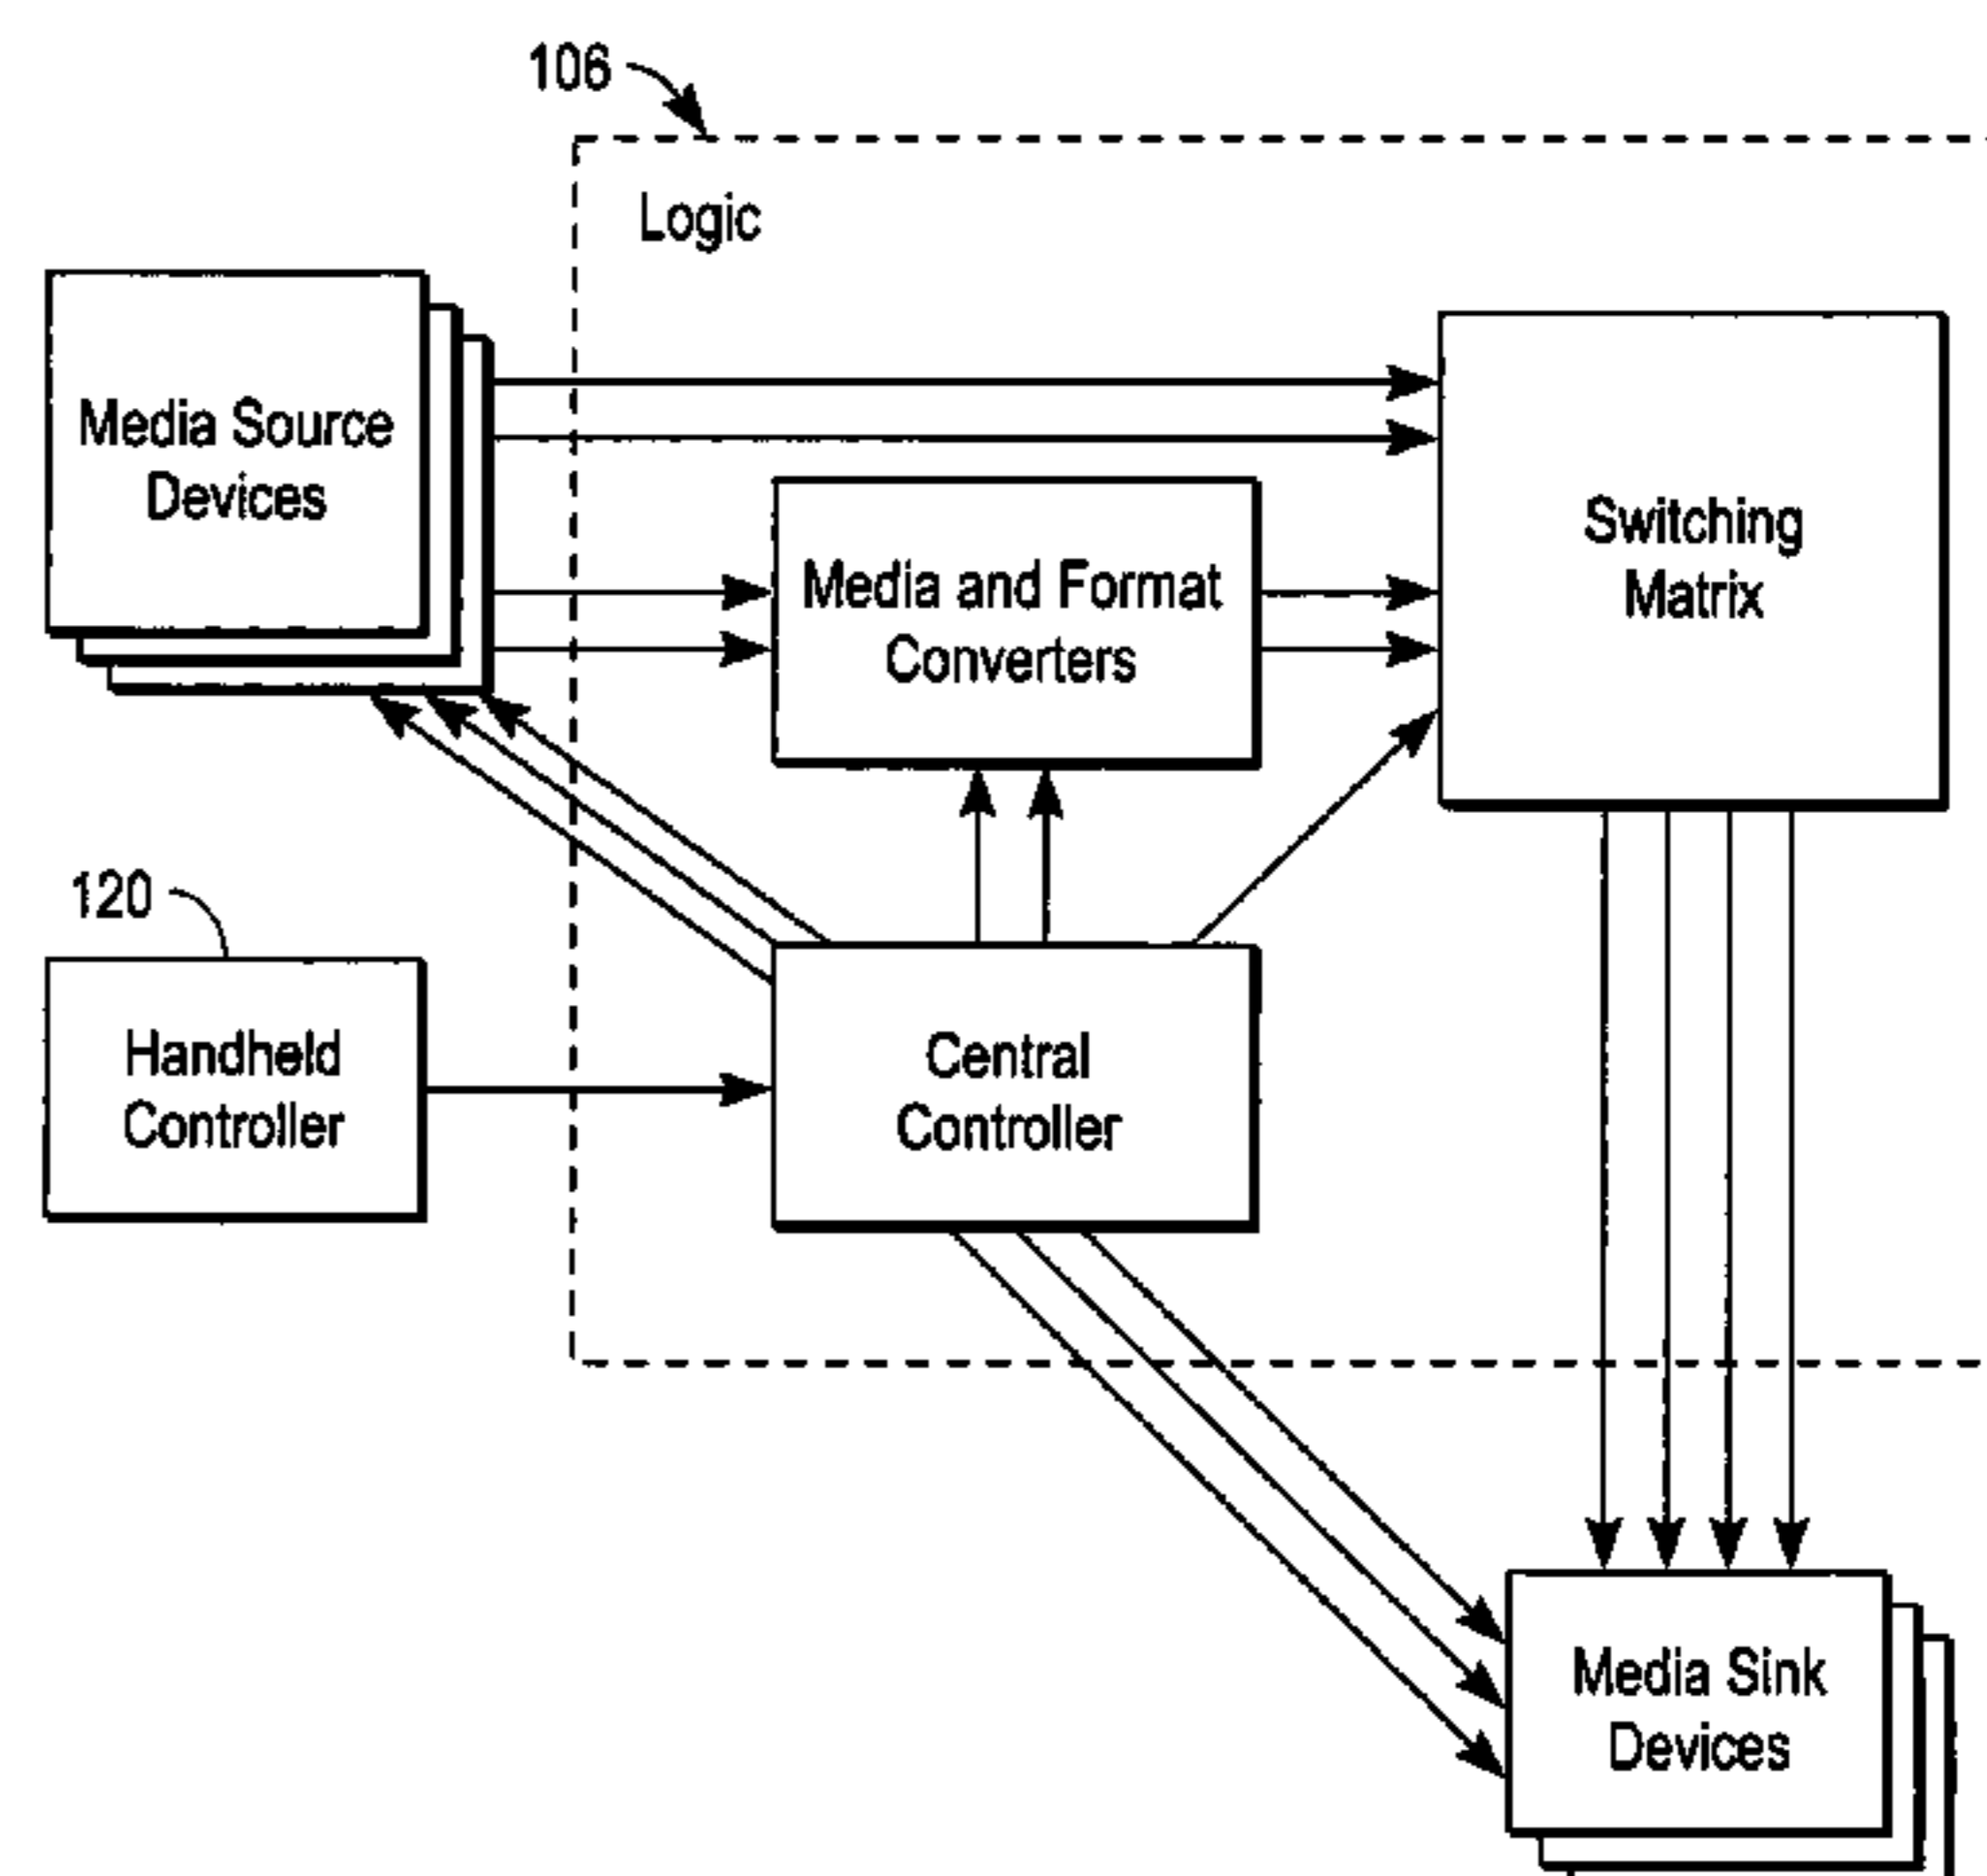 106
Logic
Media Source
Devices
Switching
Matrix
Media and Format
Converters
120
Handheld
Controller
Central
Controller
Media Sink
Devices